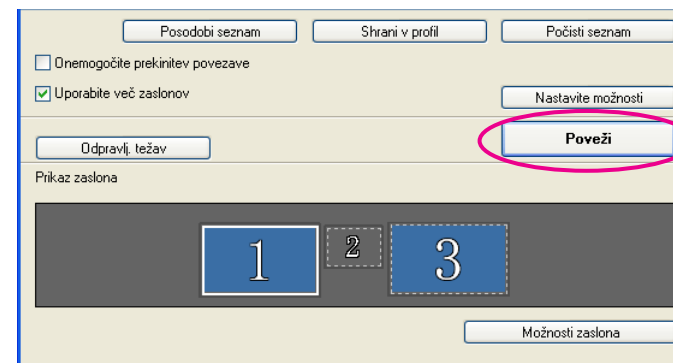 Posodobi seznam Shrani v profil Počisti seznam
Onemogočite prekinitev povezave
Uporabite več zaslonov
Nastavite možnosti
Poveži
Odpravlj. težav
Prikaz zaslona
1 2 3
Možnosti zaslona